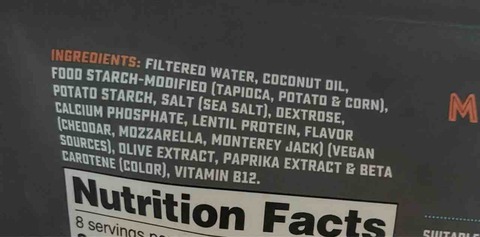 INGREDIENTS: FILTERED WATER, COCONUT OIL,
FOOD STARCH-MODIFIED (TAPIOCA, POTATO & CORN),
POTATO STARCH, SALT (SEA SALT), DEXTROSE,
CALCIUM PHOSPHATE, LENTIL PROTEIN, FLAVOR
(CHEDDAR, MOZZARELLA, MONTEREY JACK) (VEGAN
SOURCES), OLIVE EXTRACT, PAPRIKA EXTRACT & BETA
CAROTENE (COLOR), VITAMIN B12.
M
Nutrition Facts
8 servings